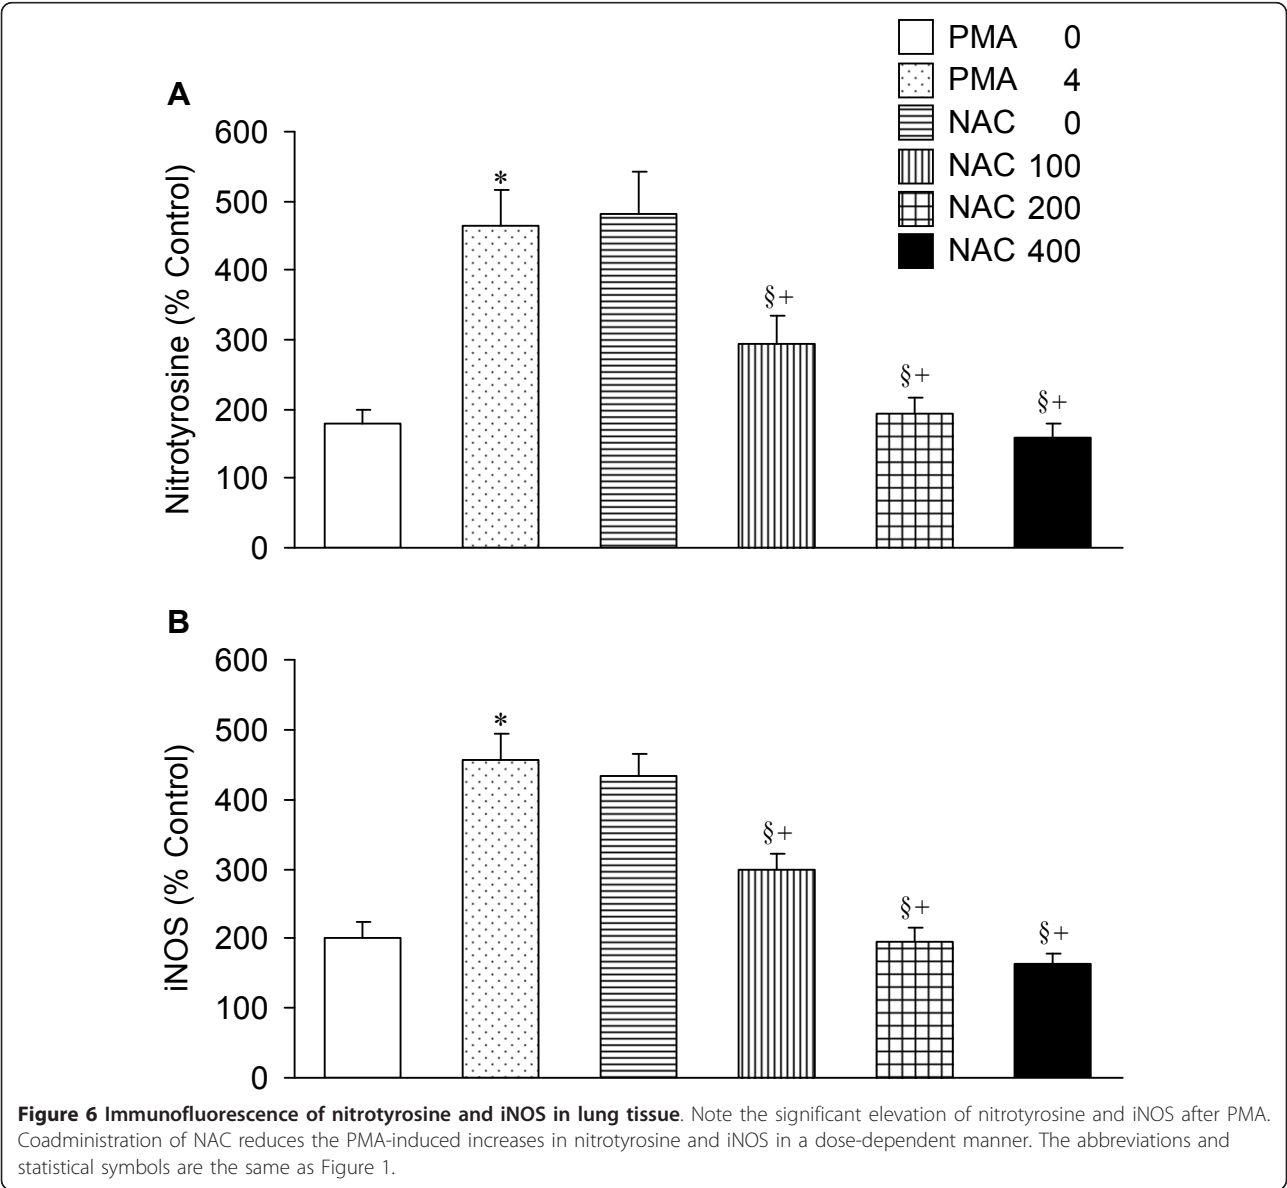 PMA 0
PMA 4
NAC 0
NAC 100
NAC 200
NAC 400
A
Nitrotyrosine (% Control)
600
500
400
300
200
100
0
*
§+
§+
§+
B
iNOS (% Control)
600
500
400
300
200
100
0
*
§+
§+
§+
Figure 6 Immunofluorescence of nitrotyrosine and iNOS in lung tissue. Note the significant elevation of nitrotyrosine and iNOS after PMA.
Coadministration of NAC reduces the PMA-induced increases in nitrotyrosine and iNOS in a dose-dependent manner. The abbreviations and
statistical symbols are the same as Figure 1.